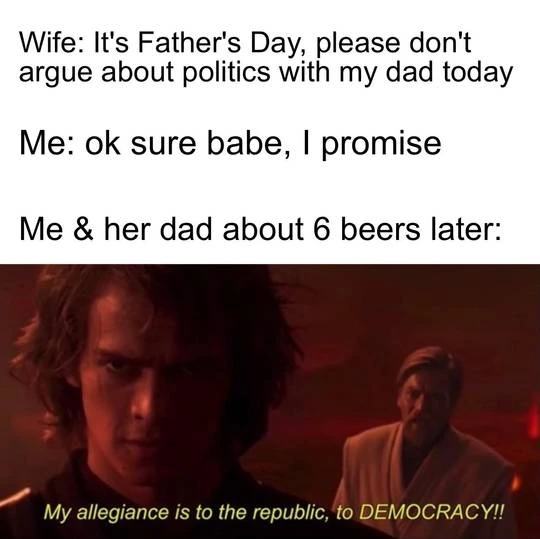 Wife: It's Father's Day, please don't
argue about politics with my dad today
Me: ok sure babe, I promise
Me & her dad about 6 beers later:
My allegiance is to the republic, to DEMOCRACY!!